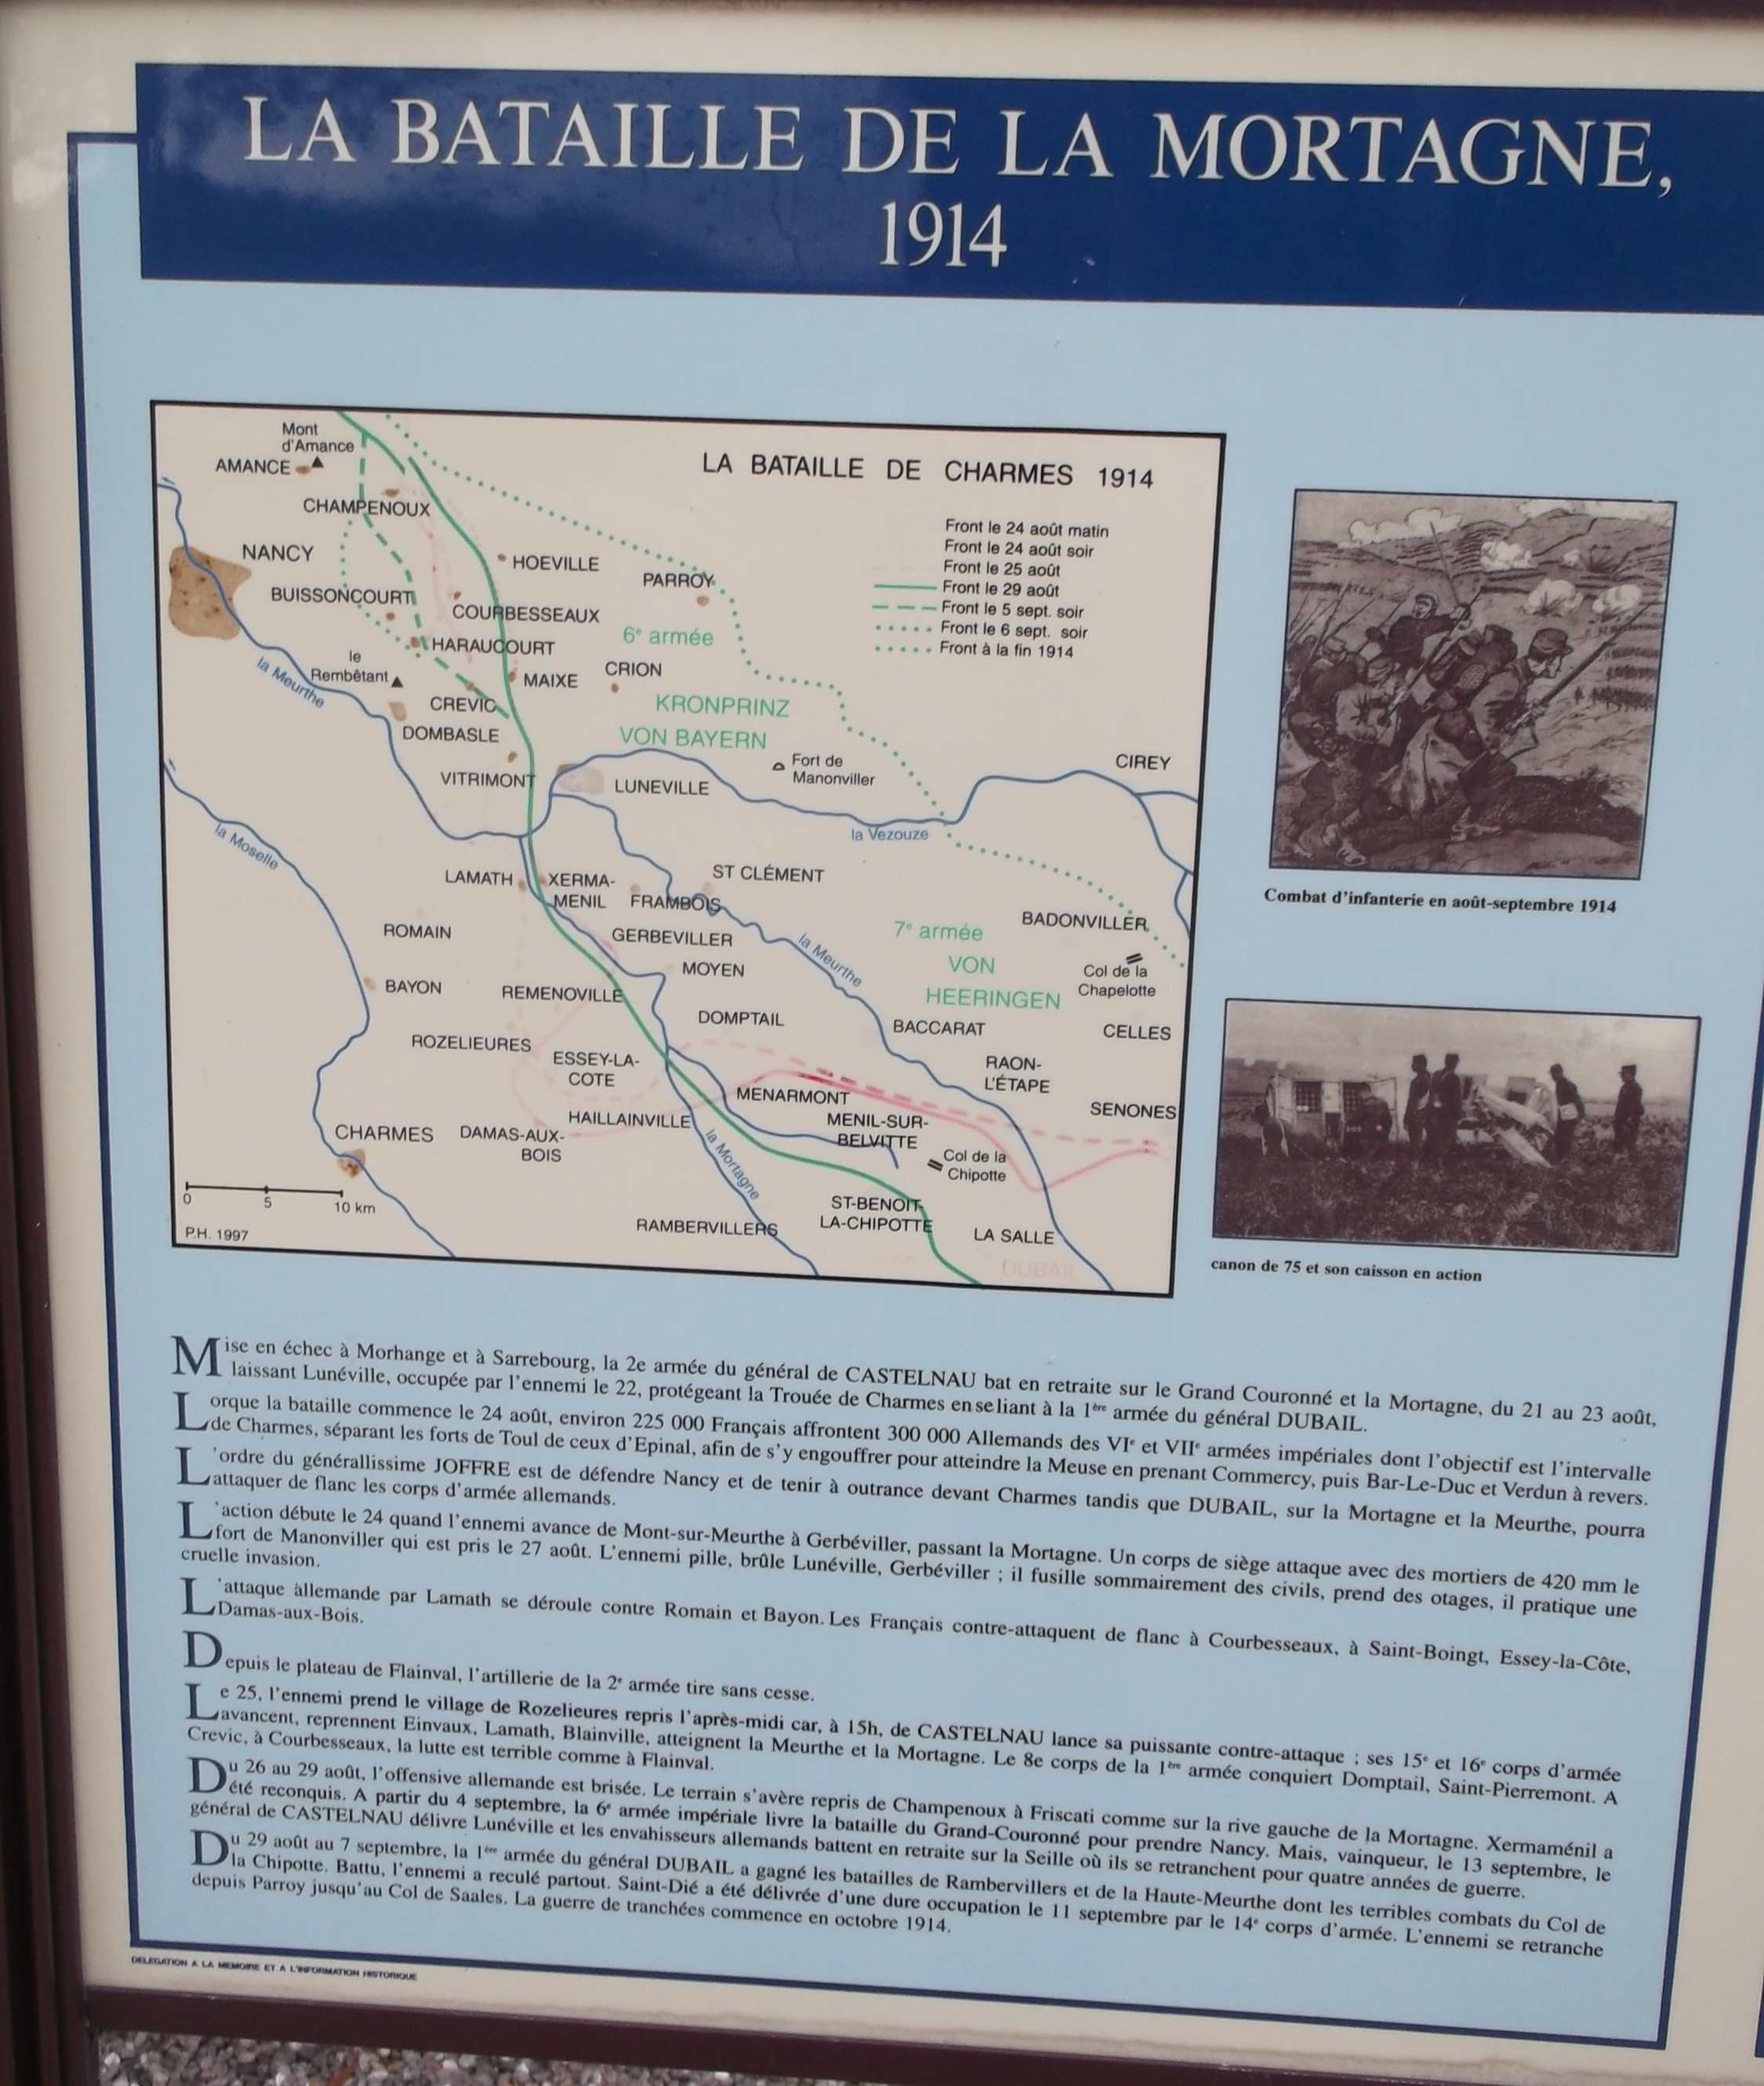 LA BATAILLE DE LA MORTAGNE,
1914
LA BATAILLE DE CHARMES 1914
Front le 24 août matin
Front le 24 août soir
Front le 25 août
Front le 29 août
Front le 5 sept. soir
Front le 6 sept. soir
Front à la fin 1914
Mont
d'Amance
AMANCE
CHAMPENOUX
NANCY
HOEVILLE
PARROY
BUISSONCOURT
COURBESSEAUX
6e armée
HARAUCOURT
le
Rembêtant
MAIXE
CRION
la Meurthe
CREVIC
KRONPRINZ
VON BAYERN
DOMBASLE
VITRIMONT
LUNEVILLE
Fort de
Manonviller
CIREY
la Moselle
la Vezouze
LAMATH
XERMA-
MENIL
FRAMBOIS
ST CLÉMENT
ROMAIN
GERBEVILLER
la Meurthe
7e armée
VON
HEERINGEN
BADONVILLER
Col de la
Chapelotte
BAYON
REMENOVILLE
MOYEN
DOMPTAIL
BACCARAT
CELLES
ROZELIEURES
ESSEY-LA-
COTE
RAON-
L'ÉTAPE
MENARMONT
SENONES
HAILLAINVILLE
MENIL-SUR-
BELVITTE
CHARMES
DAMAS-AUX-
BOIS
la Mortagne
Col de la
Chipotte
0 5 10 km
ST-BENOIT-
LA-CHIPOTTE
RAMBERVILLERS
LA SALLE
DUBAIL
P.H. 1997
Combat d'infanterie en août-septembre 1914
canon de 75 et son caisson en action
Mise en échec à Morhange et à Sarrebourg, la 2e armée du général de CASTELNAU bat en retraite sur le Grand Couronné et la Mortagne, du 21 au 23 août,
laissant Lunéville, occupée par l'ennemi le 22, protégeant la Trouée de Charmes en se liant à la 1ère armée du général DUBAIL.
Lorque la bataille commence le 24 août, environ 225 000 Français affrontent 300 000 Allemands des VIe et VIIe armées impériales dont l'objectif est l'intervalle
de Charmes, séparant les forts de Toul de ceux d'Epinal, afin de s'y engouffrer pour atteindre la Meuse en prenant Commercy, puis Bar-Le-Duc et Verdun à revers.
L'ordre du générallissime JOFFRE est de défendre Nancy et de tenir à outrance devant Charmes tandis que DUBAIL, sur la Mortagne et la Meurthe, pourra
attaquer de flanc les corps d'armée allemands.
L'action débute le 24 quand l'ennemi avance de Mont-sur-Meurthe à Gerbéviller, passant la Mortagne. Un corps de siège attaque avec des mortiers de 420 mm le
fort de Manonviller qui est pris le 27 août. L'ennemi pille, brûle Lunéville, Gerbéviller ; il fusille sommairement des civils, prend des otages, il pratique une
cruelle invasion.
L'attaque allemande par Lamath se déroule contre Romain et Bayon. Les Français contre-attaquent de flanc à Courbesseaux, à Saint-Boingt, Essey-la-Côte,
Damas-aux-Bois.
Depuis le plateau de Flainval, l'artillerie de la 2e armée tire sans cesse.
Le 25, l'ennemi prend le village de Rozelieures repris l'après-midi car, à 15h, de CASTELNAU lance sa puissante contre-attaque ; ses 15e et 16e corps d'armée
avancent, reprennent Einvaux, Lamath, Blainville, atteignent la Meurthe et la Mortagne. Le 8e corps de la 1ère armée conquiert Domptail, Saint-Pierremont. A
Crevic, à Courbesseaux, la lutte est terrible comme à Flainval.
Du 26 au 29 août, l'offensive allemande est brisée. Le terrain s'avère repris de Champenoux à Friscati comme sur la rive gauche de la Mortagne. Xermaménil a
été reconquis. A partir du 4 septembre, la 6e armée impériale livre la bataille du Grand-Couronné pour prendre Nancy. Mais, vainqueur, le 13 septembre, le
général de CASTELNAU délivre Lunéville et les envahisseurs allemands battent en retraite sur la Seille où ils se retranchent pour quatre années de guerre.
Du 29 août au 7 septembre, la 1ère armée du général DUBAIL a gagné les batailles de Rambervillers et de la Haute-Meurthe dont les terribles combats du Col de
la Chipotte. Battu, l'ennemi a reculé partout. Saint-Dié a été délivrée d'une dure occupation le 11 septembre par le 14e corps d'armée. L'ennemi se retranche
depuis Parroy jusqu'au Col de Saales. La guerre de tranchées commence en octobre 1914.
DELEGATION A LA MEMOIRE ET A L'INFORMATION HISTORIQUE